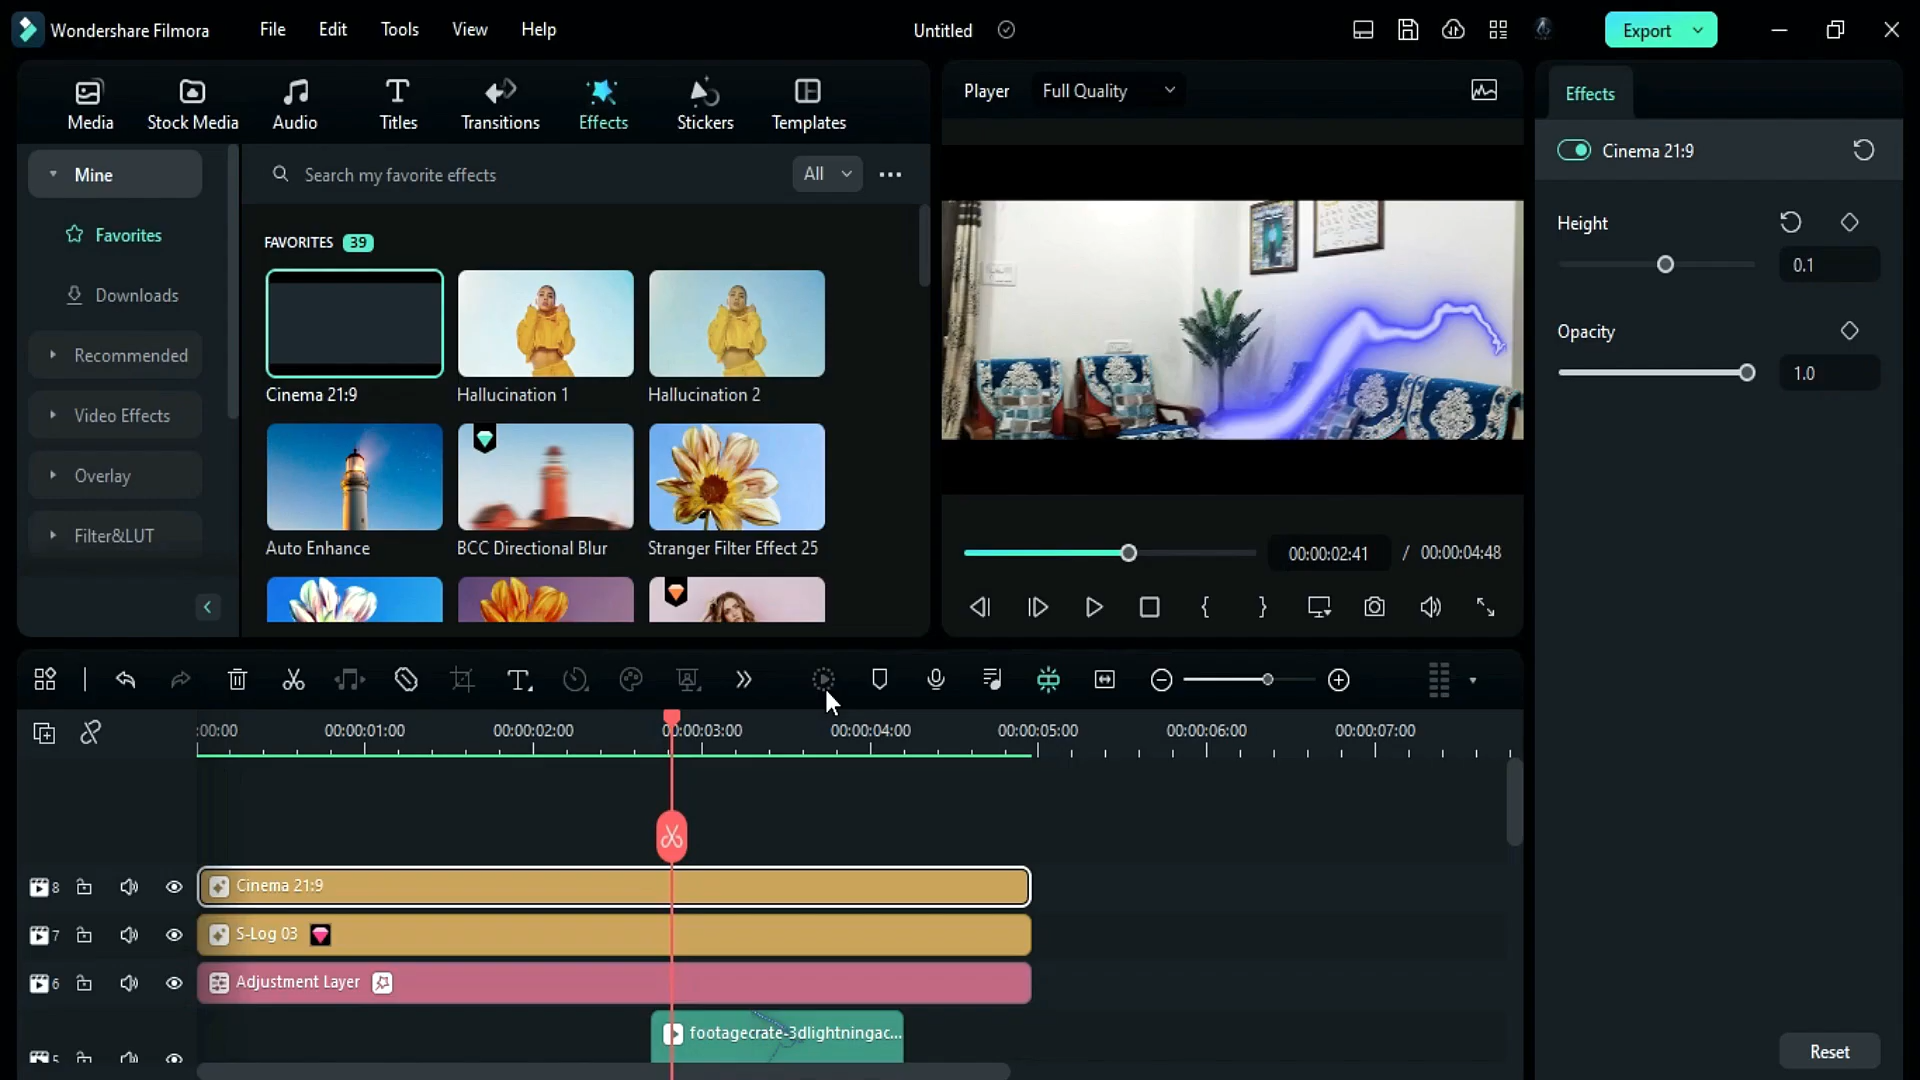 Wondershare Filmora
File
Edit
Tools
View
Help
Untitled
Export
Media
Stock Media
Audio
Titles
Transitions
Effects
Stickers
Templates
Player
Full Quality
Effects
Mine
Search my favorite effects
All
Cinema 21:9
Favorites
FAVORITES 39
Height
0.1
Downloads
Recommended
Opacity
1.0
Cinema 21:9
Hallucination 1
Hallucination 2
Video Effects
Overlay
Filter&LUT
Auto Enhance
BCC Directional Blur
Stranger Filter Effect 25
00:00:02:41 / 00:00:04:48
:00:00
00:00:01:00
00:00:02:00
00:00:03:00
00:00:04:00
00:00:05:00
00:00:06:00
00:00:07:00
8
Cinema 21:9
7
S-Log 03
6
Adjustment Layer
5
footagecrate-3dlightningac...
Reset